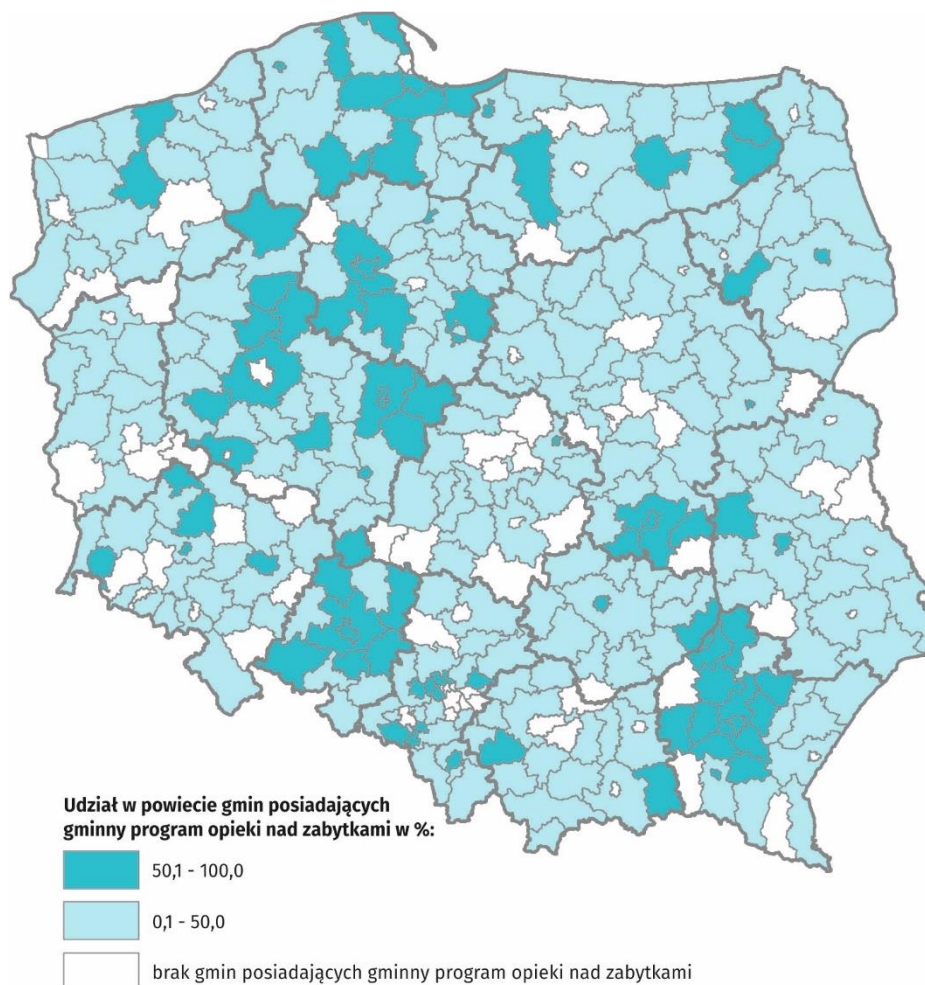 Udział w powiecie gmin posiadających
gminny program opieki nad zabytkami w %:
50,1 - 100,0
0,1 - 50,0
brak gmin posiadających gminny program opieki nad zabytkami